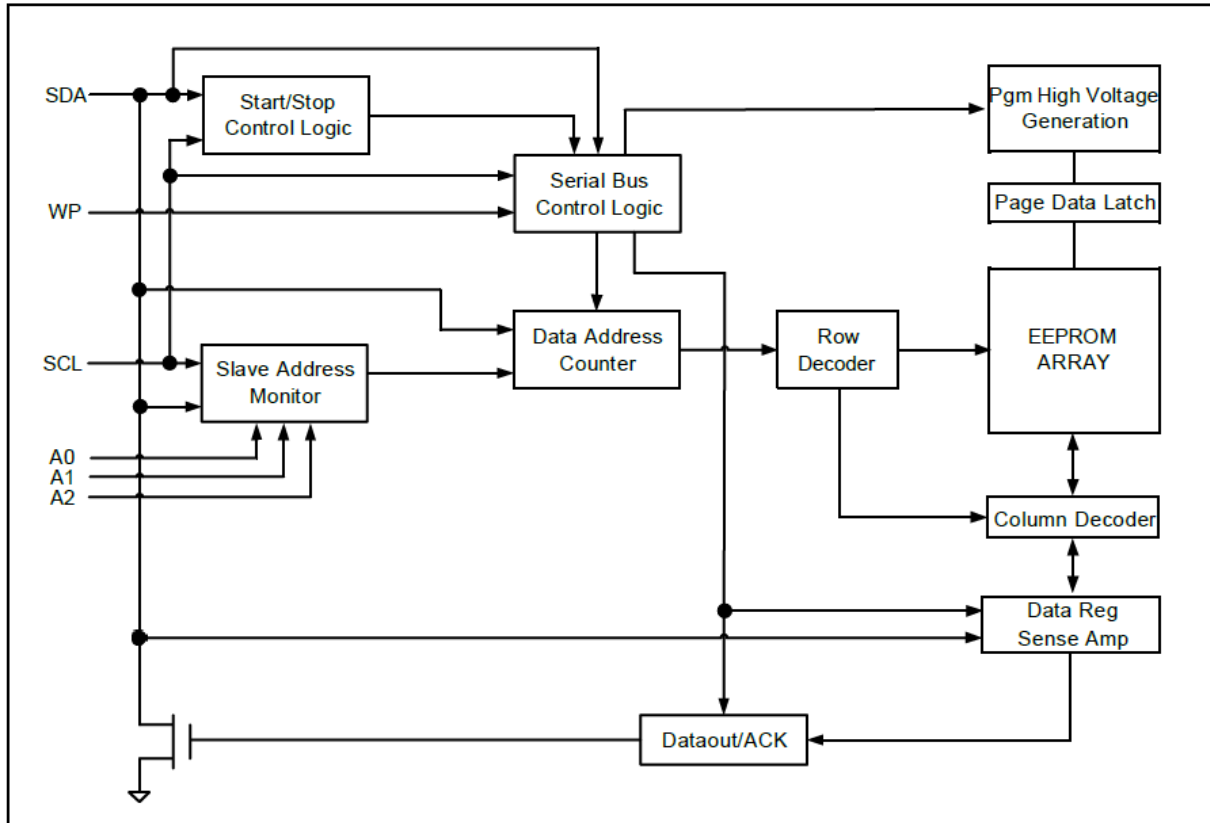 SDA
Start/Stop
Control Logic
Pgm High Voltage
Generation
Serial Bus
Control Logic
WP
Page Data Latch
Data Address
Counter
Row
Decoder
EEPROM
ARRAY
SCL
Slave Address
Monitor
A0
A1
A2
Column Decoder
Data Reg
Sense Amp
Dataout/ACK